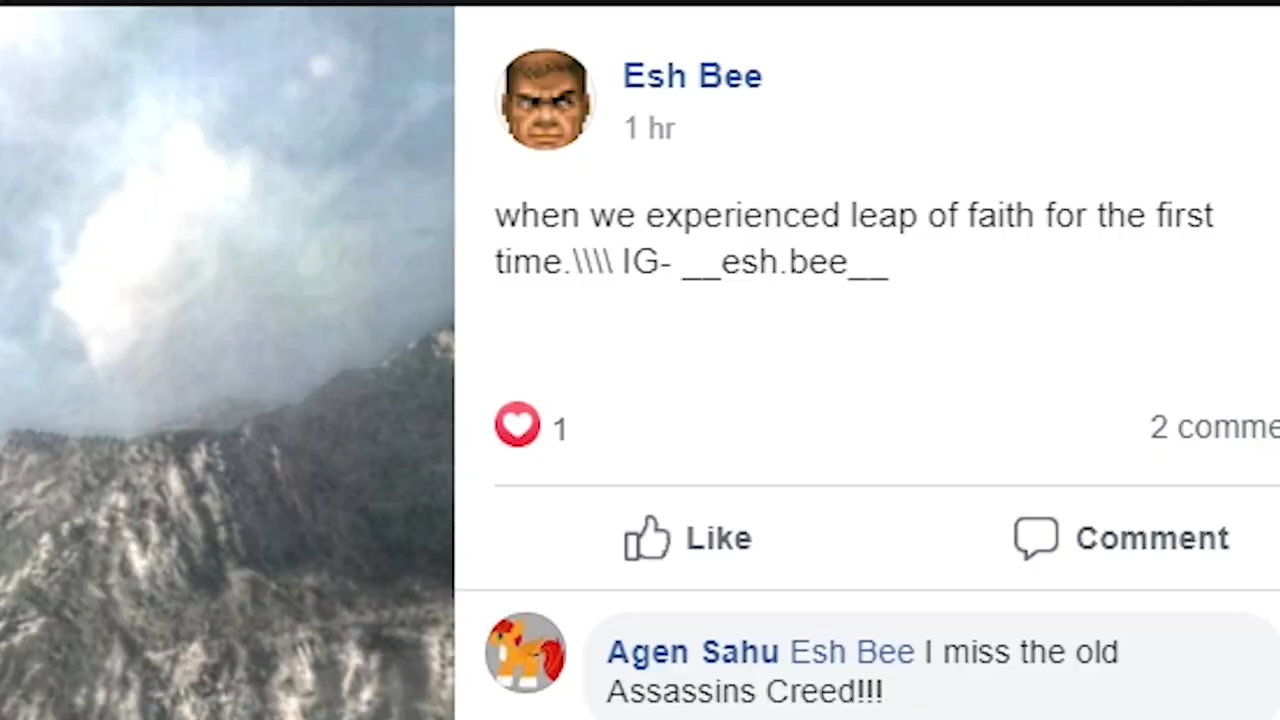 Esh Bee
1 hr
when we experienced leap of faith for the first
time.\\\\ IG- __esh.bee__
1
2 comme
Like
Comment
Agen Sahu Esh Bee I miss the old
Assassins Creed!!!